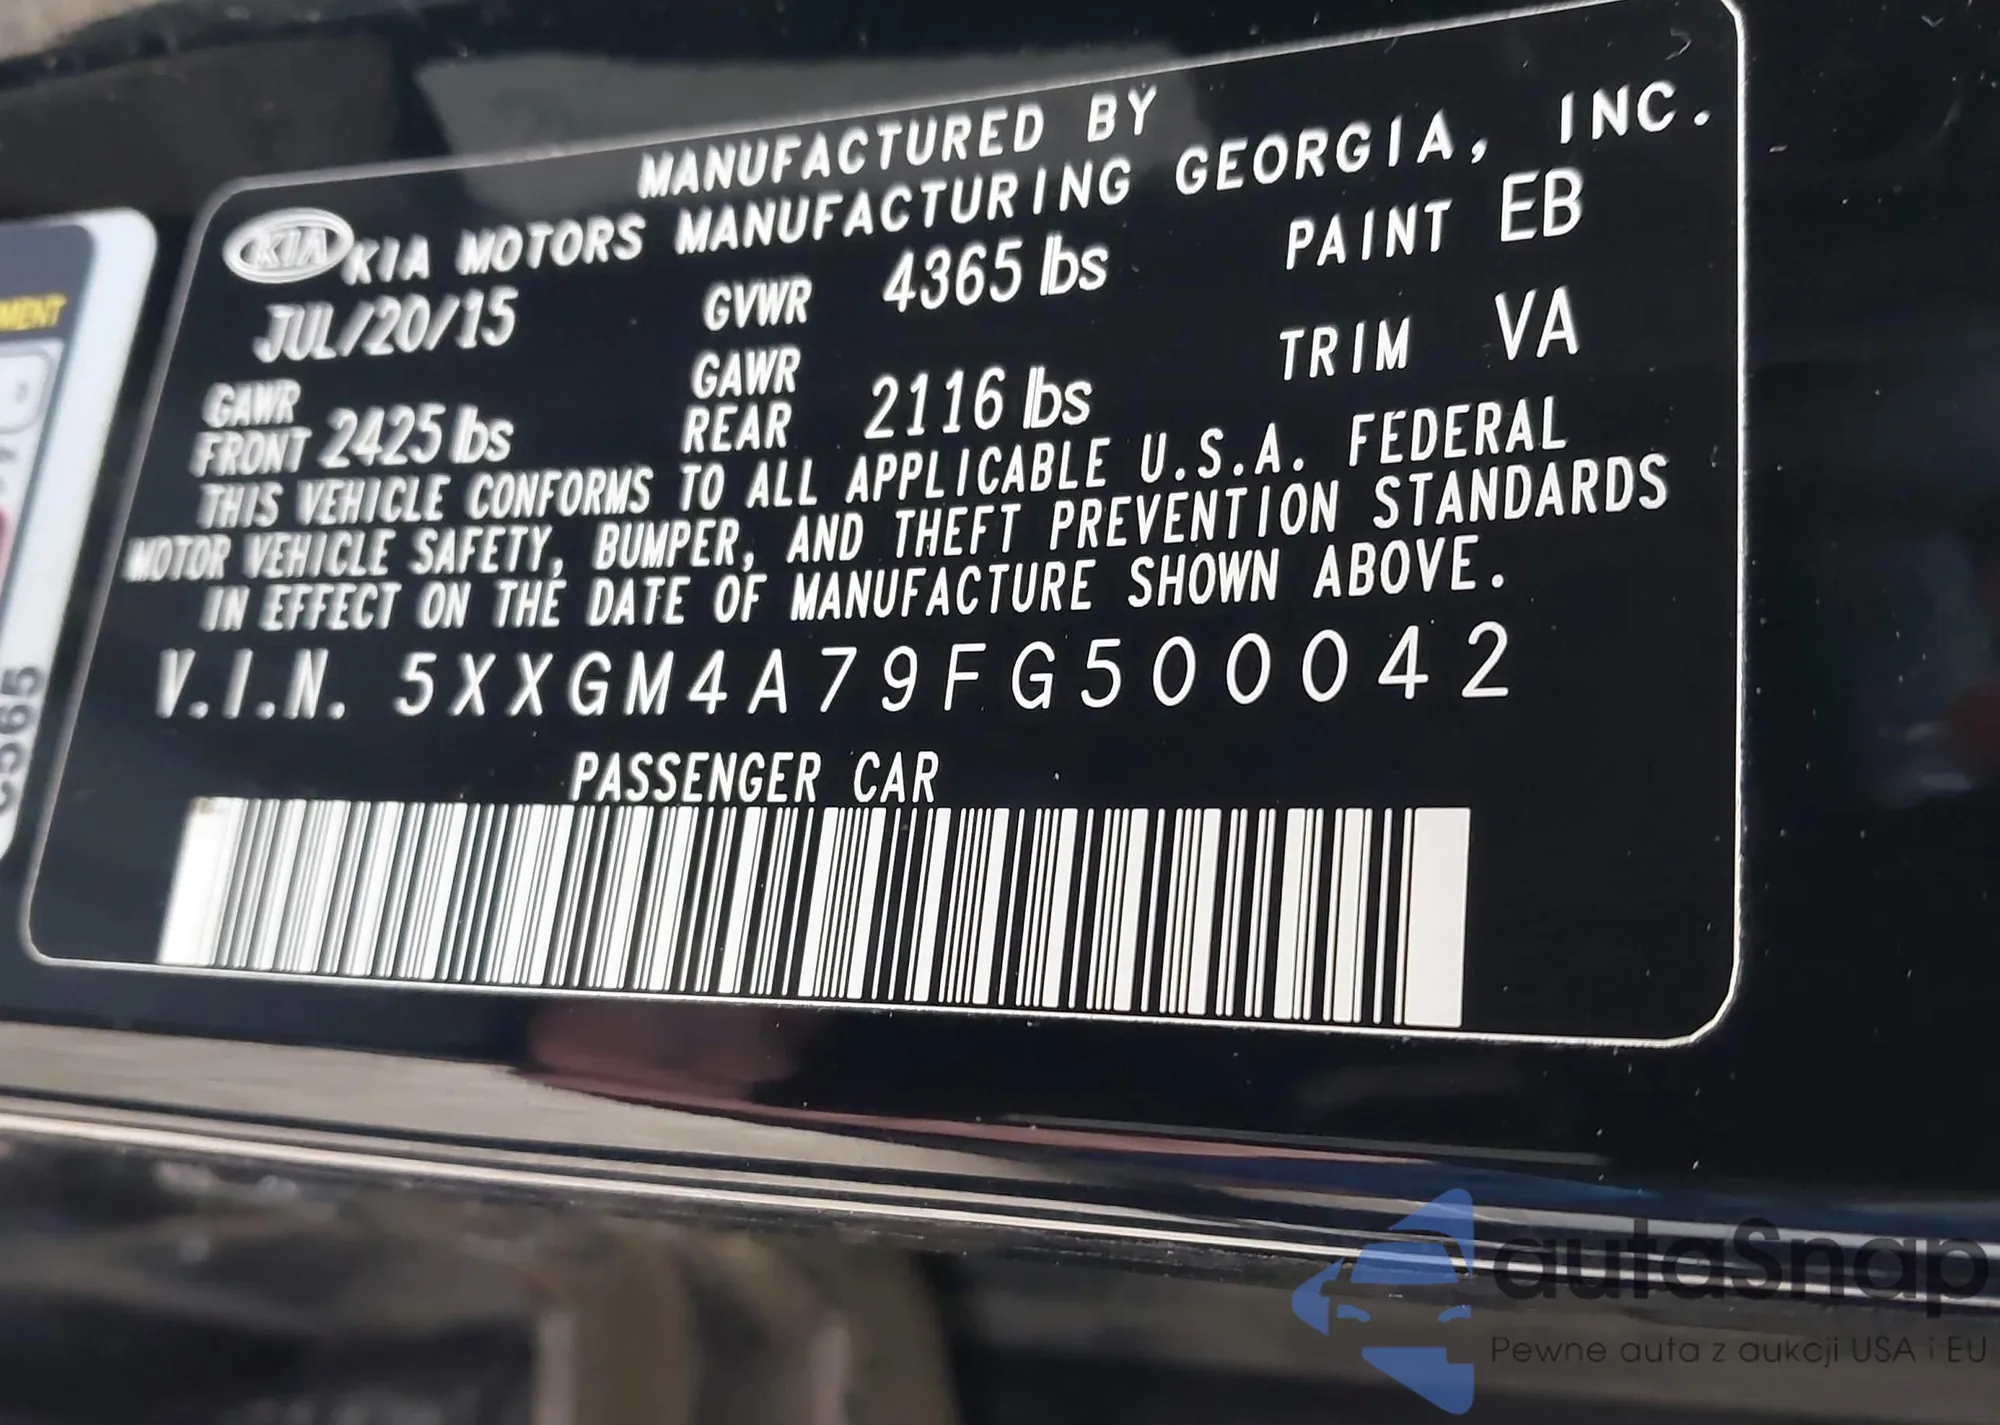 MANUFACTURED BY
KIA KIA MOTORS MANUFACTURING GEORGIA, INC.
JUL/20/15 GVWR 4365 lbs PAINT EB
GAWR FRONT 2425 lbs GAWR REAR 2116 lbs TRIM VA
THIS VEHICLE CONFORMS TO ALL APPLICABLE U.S.A. FEDERAL
MOTOR VEHICLE SAFETY, BUMPER, AND THEFT PREVENTION STANDARDS
IN EFFECT ON THE DATE OF MANUFACTURE SHOWN ABOVE.
V.I.N. 5XXGM4A79FG500042
PASSENGER CAR
C565
autaSnap
Pewne auta z aukcji USA i EU